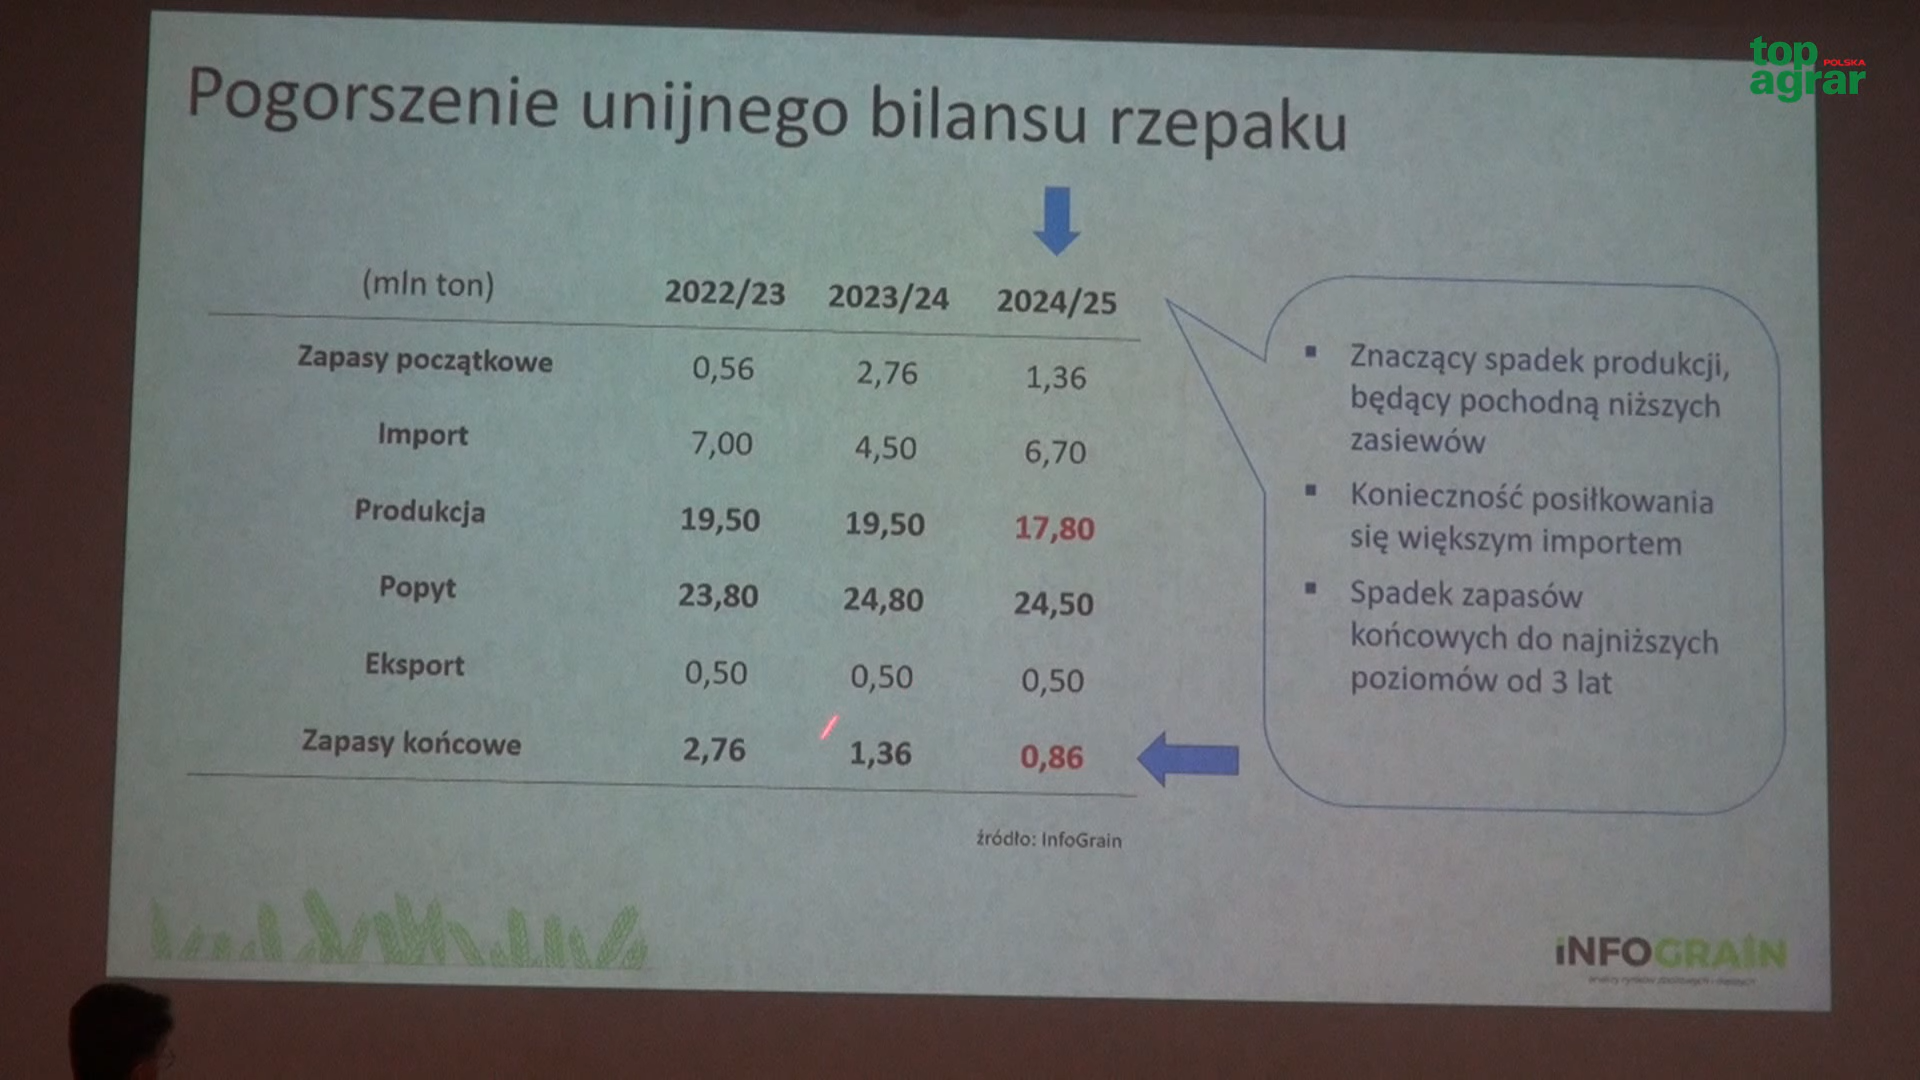 top
agrar
POLSKA
Pogorszenie unijnego bilansu rzepaku
(mln ton) 2022/23 2023/24 2024/25
Zapasy początkowe 0,56 2,76 1,36
Import 7,00 4,50 6,70
Produkcja 19,50 19,50 17,80
Popyt 23,80 24,80 24,50
Eksport 0,50 0,50 0,50
Zapasy końcowe 2,76 1,36 0,86
źródło: InfoGrain
▪ Znaczący spadek produkcji,
będący pochodną niższych
zasiewów
▪ Konieczność posiłkowania
się większym importem
▪ Spadek zapasów
końcowych do najniższych
poziomów od 3 lat
iNFOGRAiN